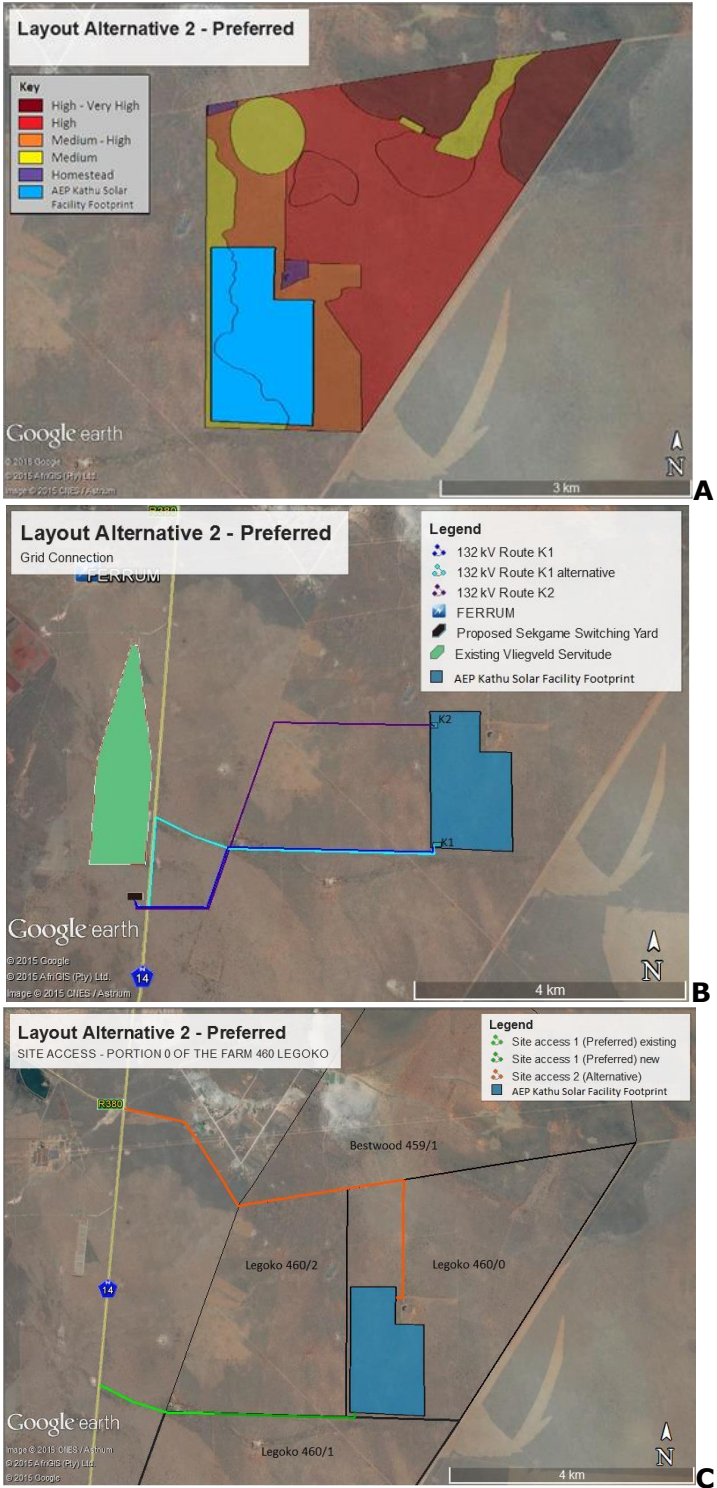 Layout Alternative 2 - Preferred
Key
High - Very High
High
Medium - High
Medium
Homestead
AEP Kathu Solar
Facility Footprint
Google earth
© 2015 Google
© 2015 AfriGIS (Pty) Ltd.
Image © 2015 CNES / Astrium
N
3 km
A
R380
Layout Alternative 2 - Preferred
Grid Connection
FERRUM
Legend
132 kV Route K1
132 kV Route K1 alternative
132 kV Route K2
FERRUM
Proposed Sekgame Switching Yard
Existing Vliegveld Servitude
AEP Kathu Solar Facility Footprint
K2
K1
Google earth
© 2015 Google
© 2015 AfriGIS (Pty) Ltd.
Image © 2015 CNES / Astrium
N
14
N
4 km
B
Layout Alternative 2 - Preferred
SITE ACCESS - PORTION 0 OF THE FARM 460 LEGOKO
Legend
Site access 1 (Preferred) existing
Site access 1 (Preferred) new
Site access 2 (Alternative)
AEP Kathu Solar Facility Footprint
R380
Bestwood 459/1
Legoko 460/2
Legoko 460/0
N
14
Legoko 460/1
Google earth
Image © 2015 CNES / Astrium
© 2015 AfriGIS (Pty) Ltd.
© 2015 Google
N
4 km
C